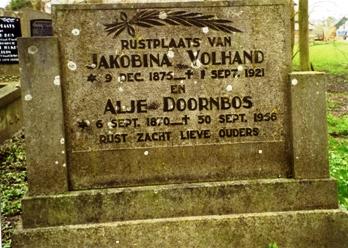 RUSTPLAATS VAN
JAKOBINA VOLHAND
* 9 DEC. 1875 † 1 SEPT. 1921
EN
ALJE DOORNBOS
* 6 SEPT. 1870 † 30 SEPT. 1956
RUST ZACHT LIEVE OUDERS